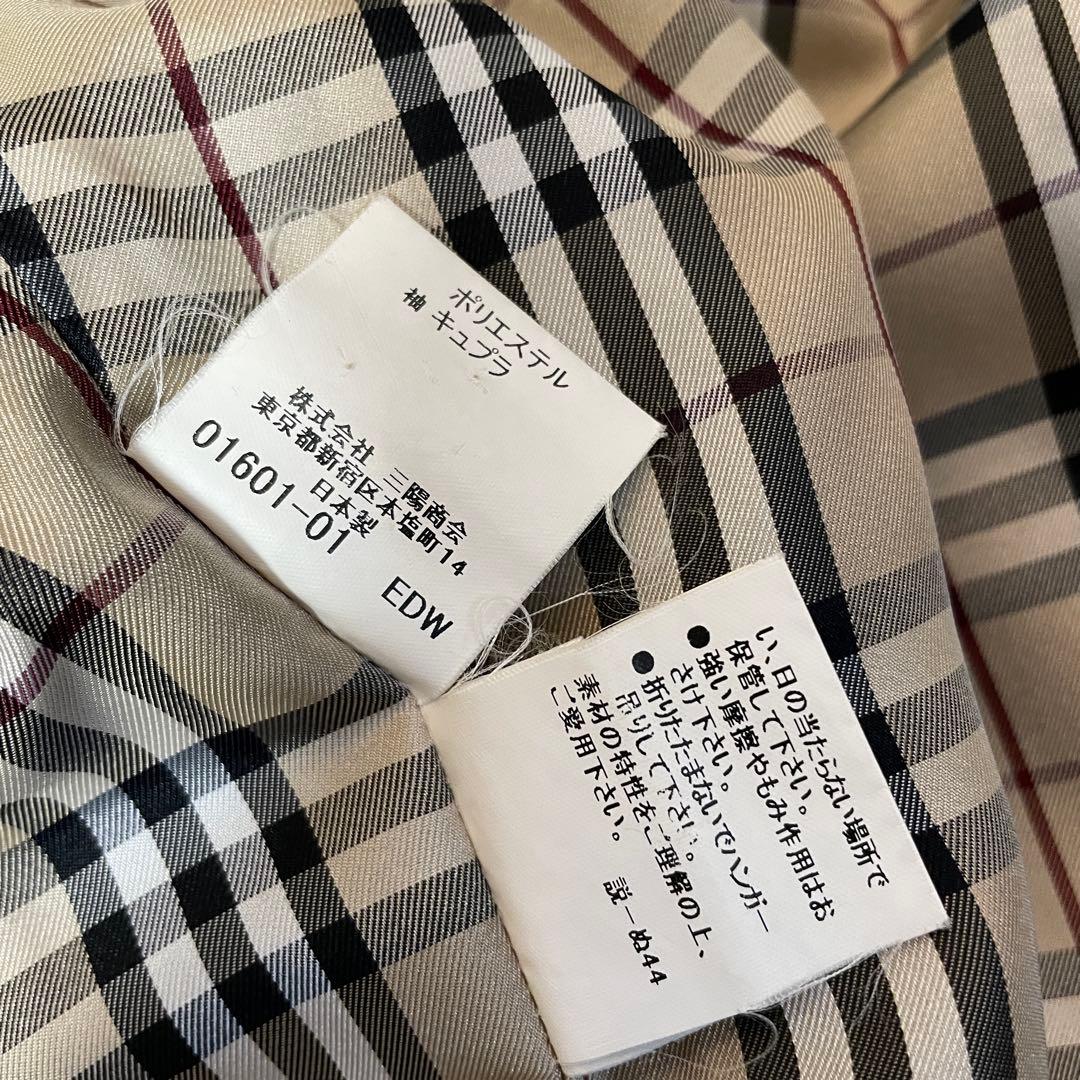 ポリエステル
袖 キュプラ
株式会社 三陽商会
東京都新宿区本塩町14
日本製
01601-01
EDW
い、日の当たらない場所で
保管して下さい。
●強い摩擦やもみ作用はお
さけ下さい。
●折りたたまないでハンガー
吊りして下さい。
素材の特性をご理解の上、
ご愛用下さい。
説ーぬ44